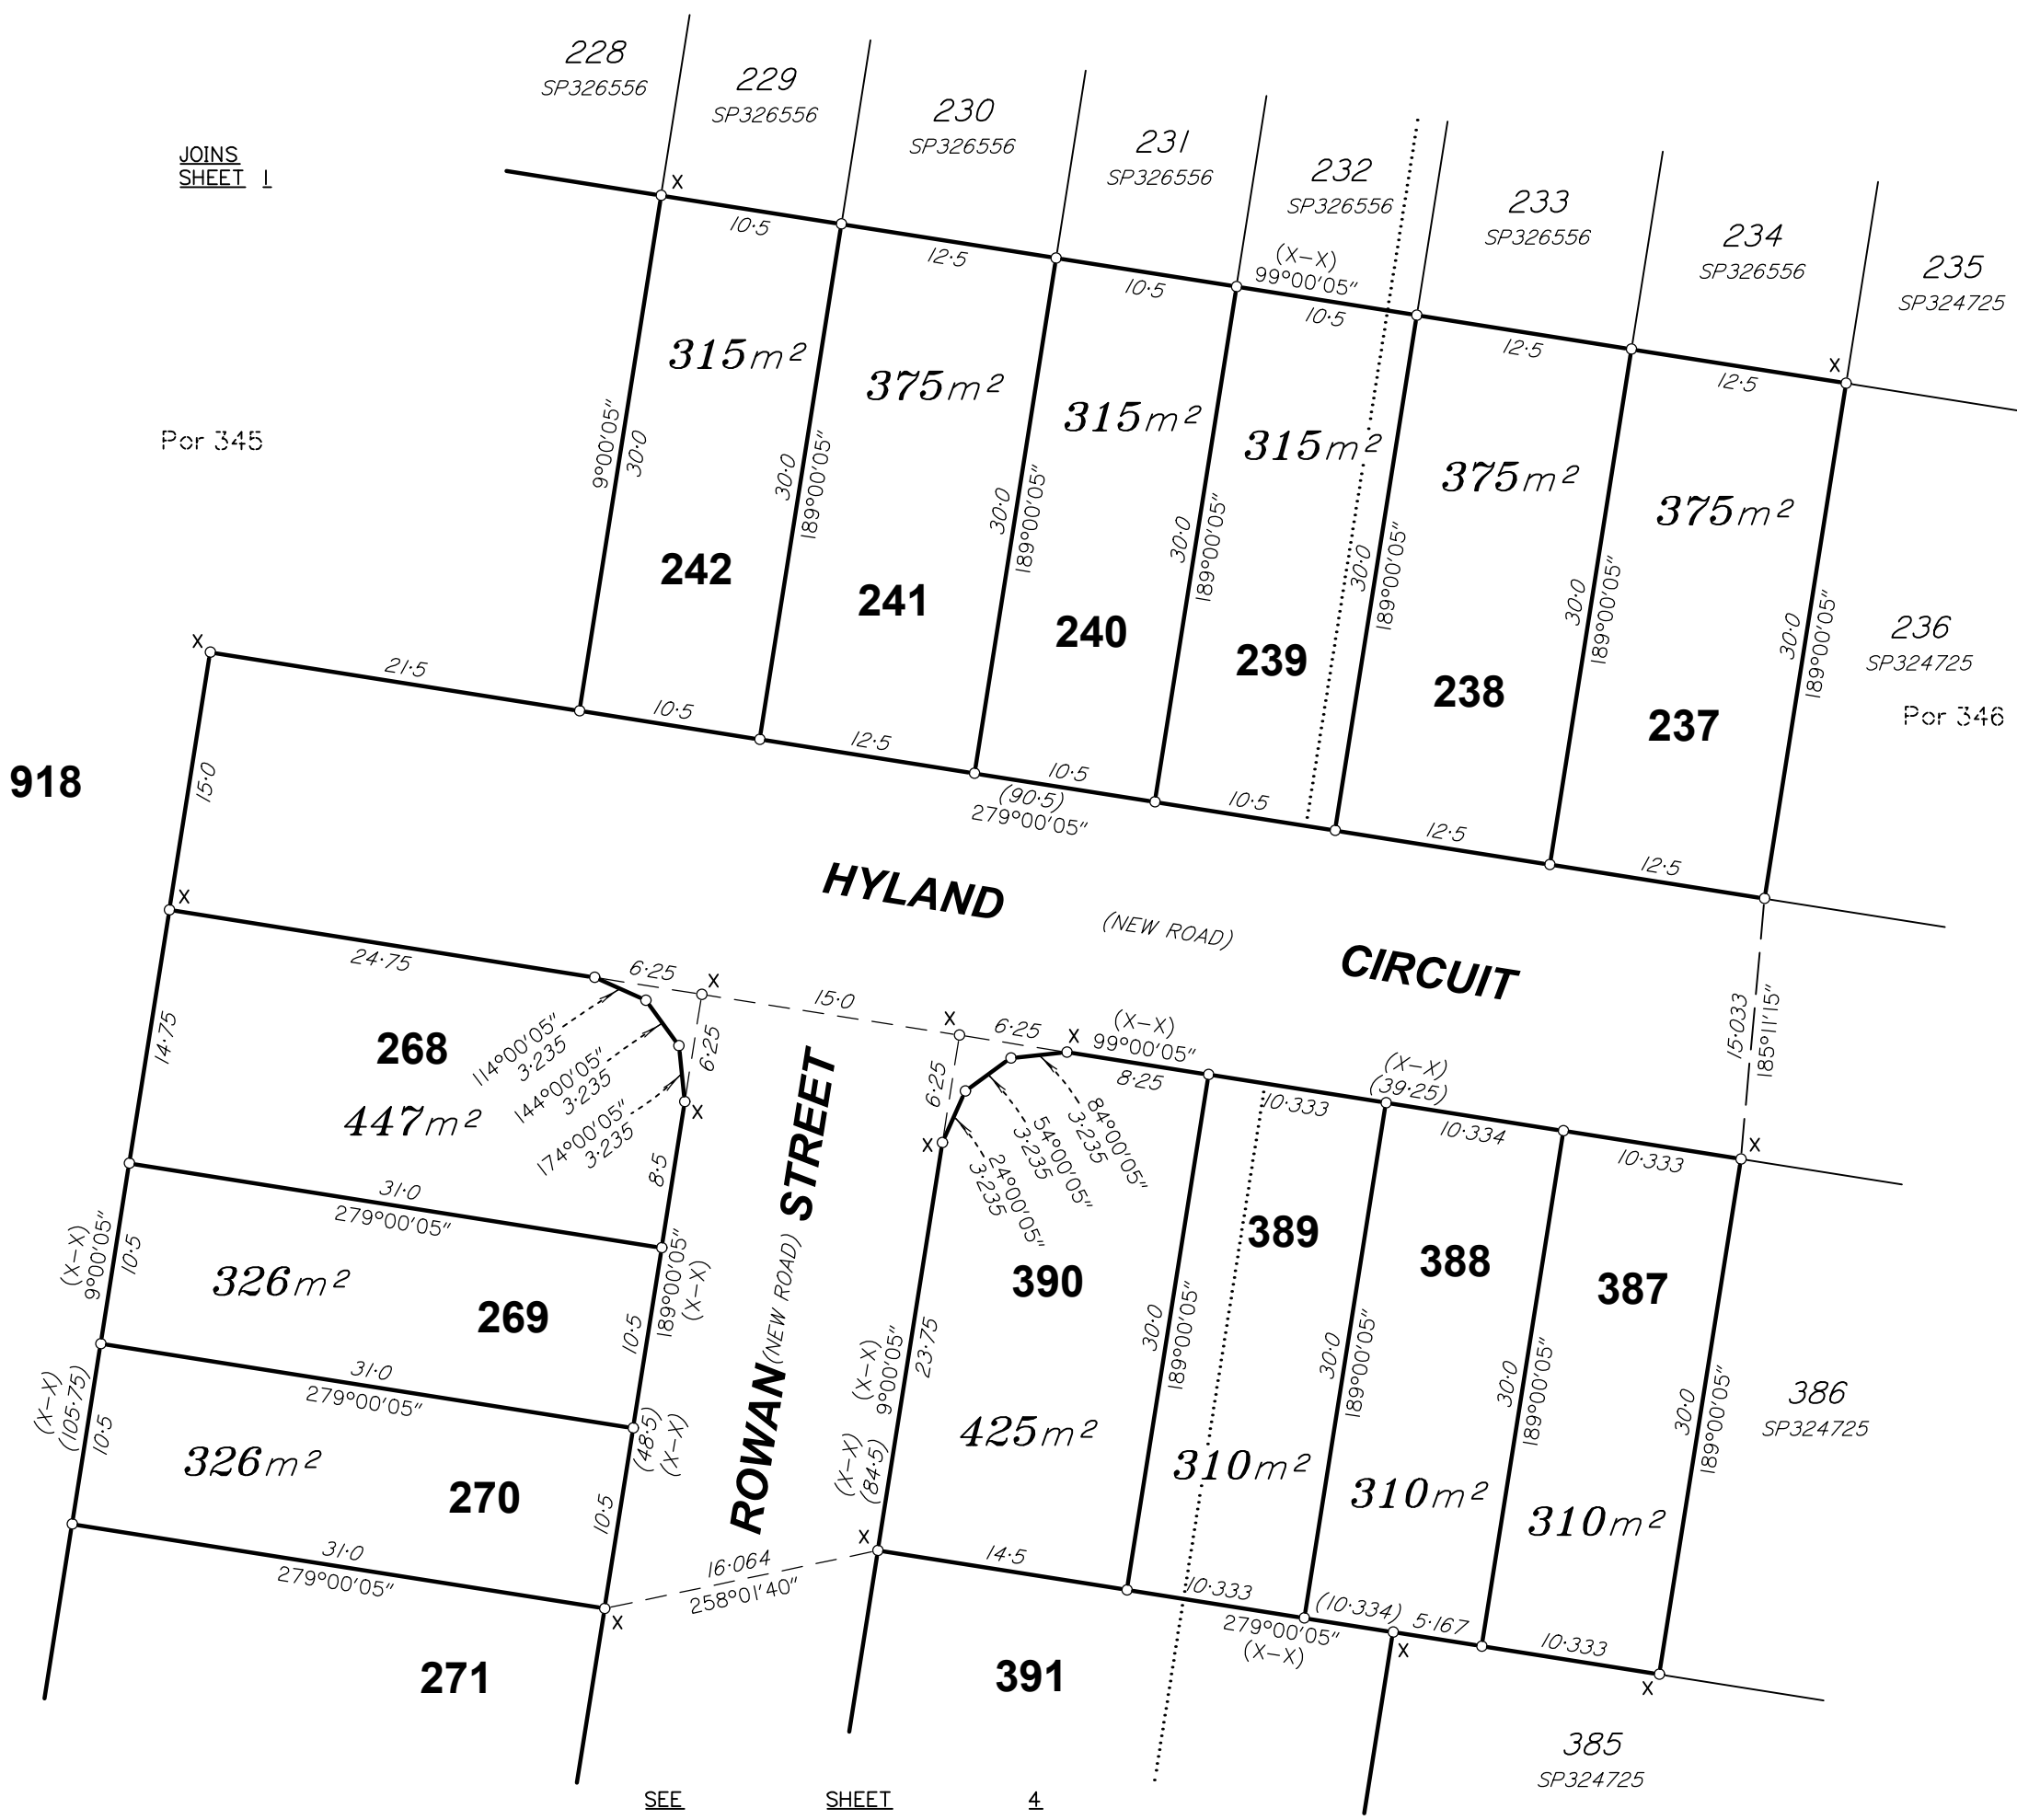 228
SP326556
229
SP326556
230
SP326556
231
SP326556
232
SP326556
233
SP326556
234
SP326556
235
SP324725
JOINS
SHEET 1
X
10·5
12·5
10·5
(X–X)
99°00'05"
10·5
12·5
12·5
X
315m²
375m²
315m²
315m²
375m²
375m²
Por 345
9°00'05"
30·0
30·0
189°00'05"
30·0
189°00'05"
30·0
189°00'05"
30·0
189°00'05"
30·0
189°00'05"
30·0
189°00'05"
242
241
240
239
238
237
236
SP324725
Por 346
X
21·5
10·5
12·5
10·5
(90·5)
279°00'05"
10·5
12·5
12·5
918
15·0
X
HYLAND
(NEW ROAD)
CIRCUIT
15·033
185°11'15"
24·75
6·25
X
15·0
X
6·25
X
(X–X)
99°00'05"
8·25
(X–X)
(39·25)
10·333
10·334
10·333
X
14·75
268
447m²
114°00'05"
3·235
144°00'05"
3·235
174°00'05"
3·235
6·25
X
8·5
6·25
X
84°00'05"
3·235
54°00'05"
3·235
24°00'05"
3·235
ROWAN
(NEW ROAD)
STREET
31·0
279°00'05"
(X–X)
9°00'05"
10·5
326m²
269
10·5
189°00'05"
(X–X)
31·0
279°00'05"
(X–X)
(105·75)
10·5
326m²
270
(48·5)
(X–X)
10·5
31·0
279°00'05"
X
16·064
258°01'40"
X
(X–X)
9°00'05"
23·75
(X–X)
(84·5)
390
425m²
30·0
189°00'05"
389
310m²
30·0
189°00'05"
388
310m²
30·0
189°00'05"
387
310m²
30·0
189°00'05"
386
SP324725
14·5
10·333
279°00'05"
(X–X)
(10·334)
5·167
X
10·333
X
271
391
385
SP324725
SEE SHEET 4